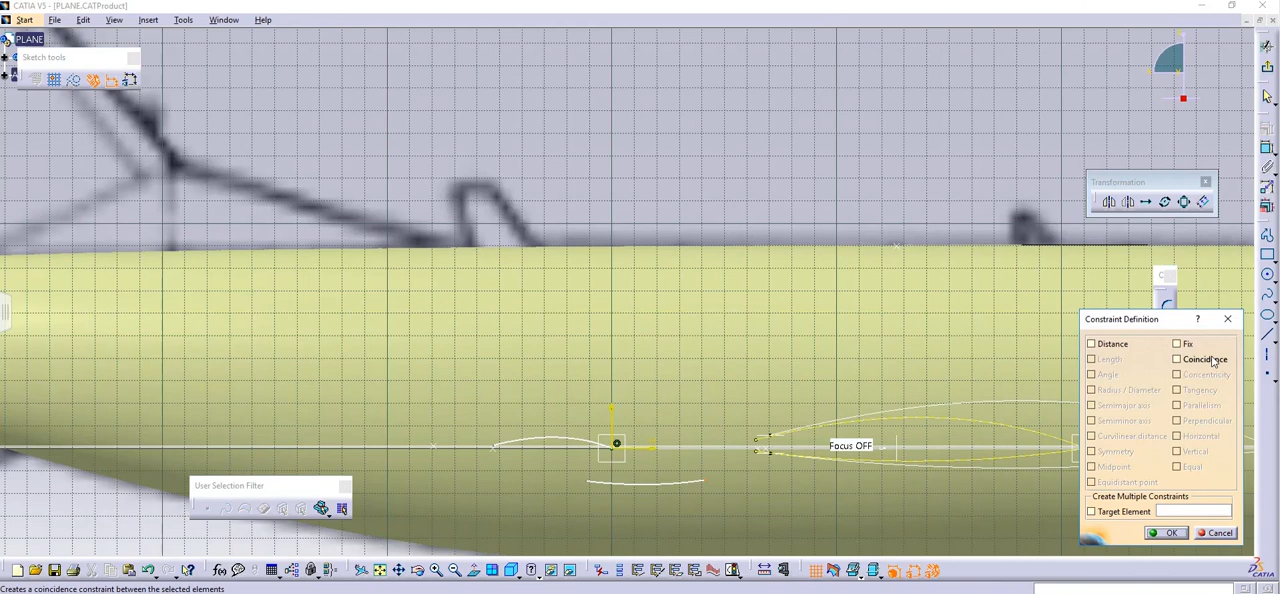 CATIA V5 - [PLANE.CATProduct]
Start File Edit View Insert Tools Window Help
PLANE
Sketch tools
Transformation
Constraint Definition ?
Distance Fix
Length Coincidence
Angle Concentricity
Radius / Diameter Tangency
Semimajor axis Parallelism
Semiminor axis Perpendicular
Curvilinear distance Horizontal
Symmetry Vertical
Midpoint Equal
Equidistant point
Create Multiple Constraints
Target Element
OK Cancel
Focus OFF
User Selection Filter
f(x)
CATIA
Creates a coincidence constraint between the selected elements